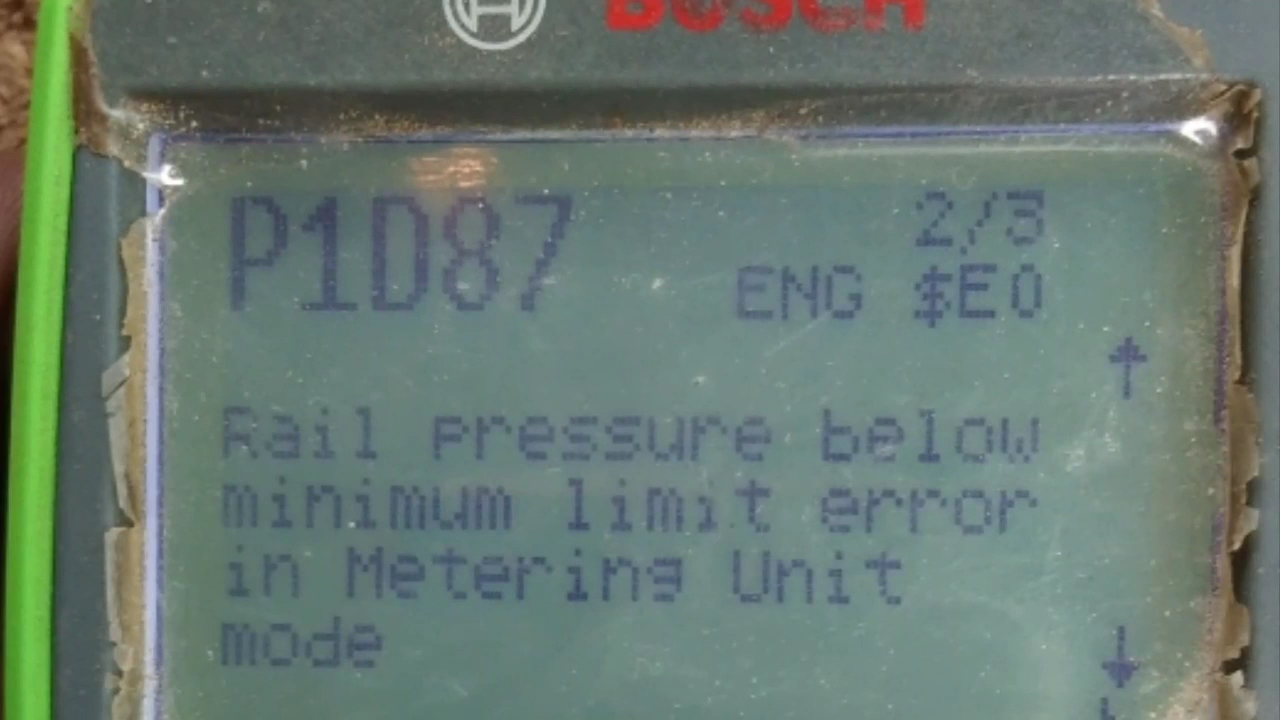 BOSCH
P1D87
2/3
ENG $E0
Rail pressure below
minimum limit error
in Metering Unit
mode